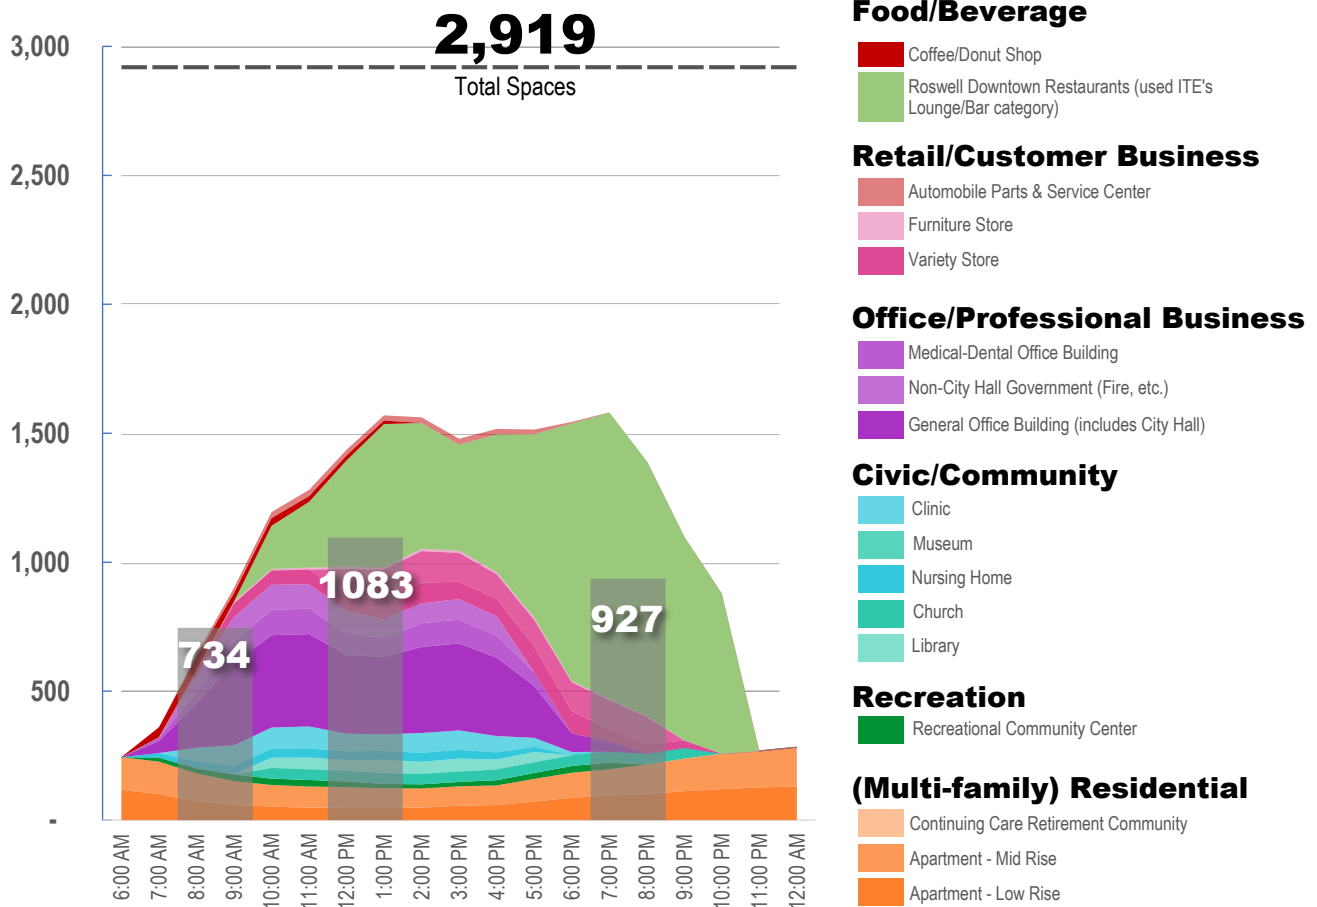 2,919
Total Spaces
3,000
2,500
2,000
1,500
1,000
500
-
734
1083
927
6:00 AM
7:00 AM
8:00 AM
9:00 AM
10:00 AM
11:00 AM
12:00 PM
1:00 PM
2:00 PM
3:00 PM
4:00 PM
5:00 PM
6:00 PM
7:00 PM
8:00 PM
9:00 PM
10:00 PM
11:00 PM
12:00 AM
Food/Beverage
Coffee/Donut Shop
Roswell Downtown Restaurants (used ITE's
Lounge/Bar category)
Retail/Customer Business
Automobile Parts & Service Center
Furniture Store
Variety Store
Office/Professional Business
Medical-Dental Office Building
Non-City Hall Government (Fire, etc.)
General Office Building (includes City Hall)
Civic/Community
Clinic
Museum
Nursing Home
Church
Library
Recreation
Recreational Community Center
(Multi-family) Residential
Continuing Care Retirement Community
Apartment - Mid Rise
Apartment - Low Rise